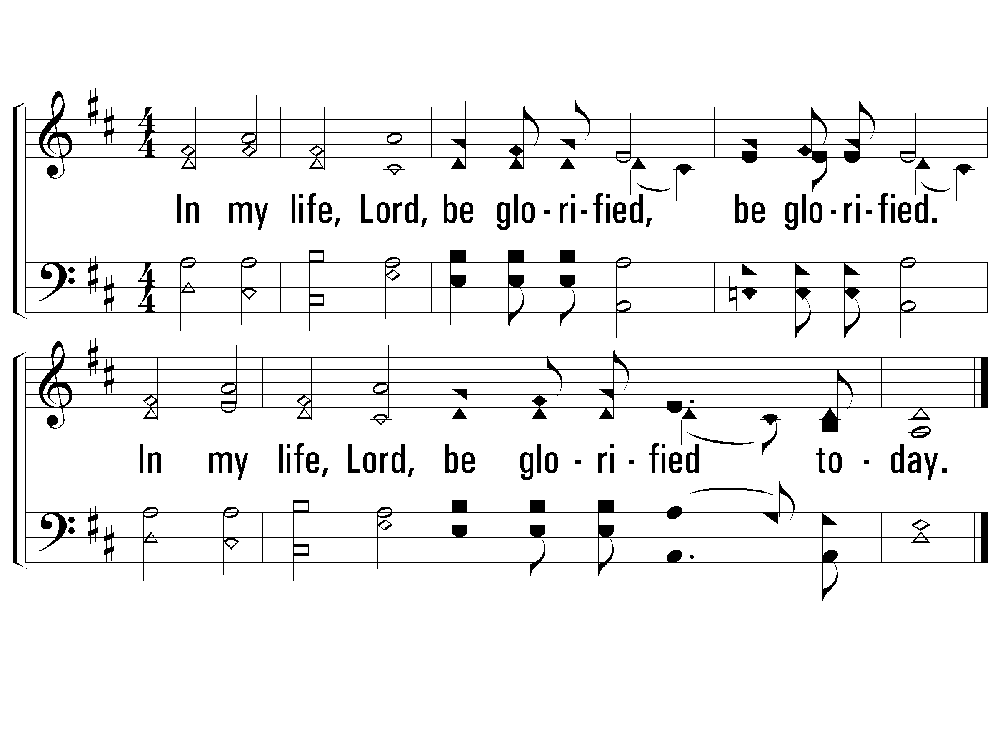 In my life, Lord, be glo - ri - fied, be glo - ri - fied.
In my life, Lord, be glo - ri - fied to - day.